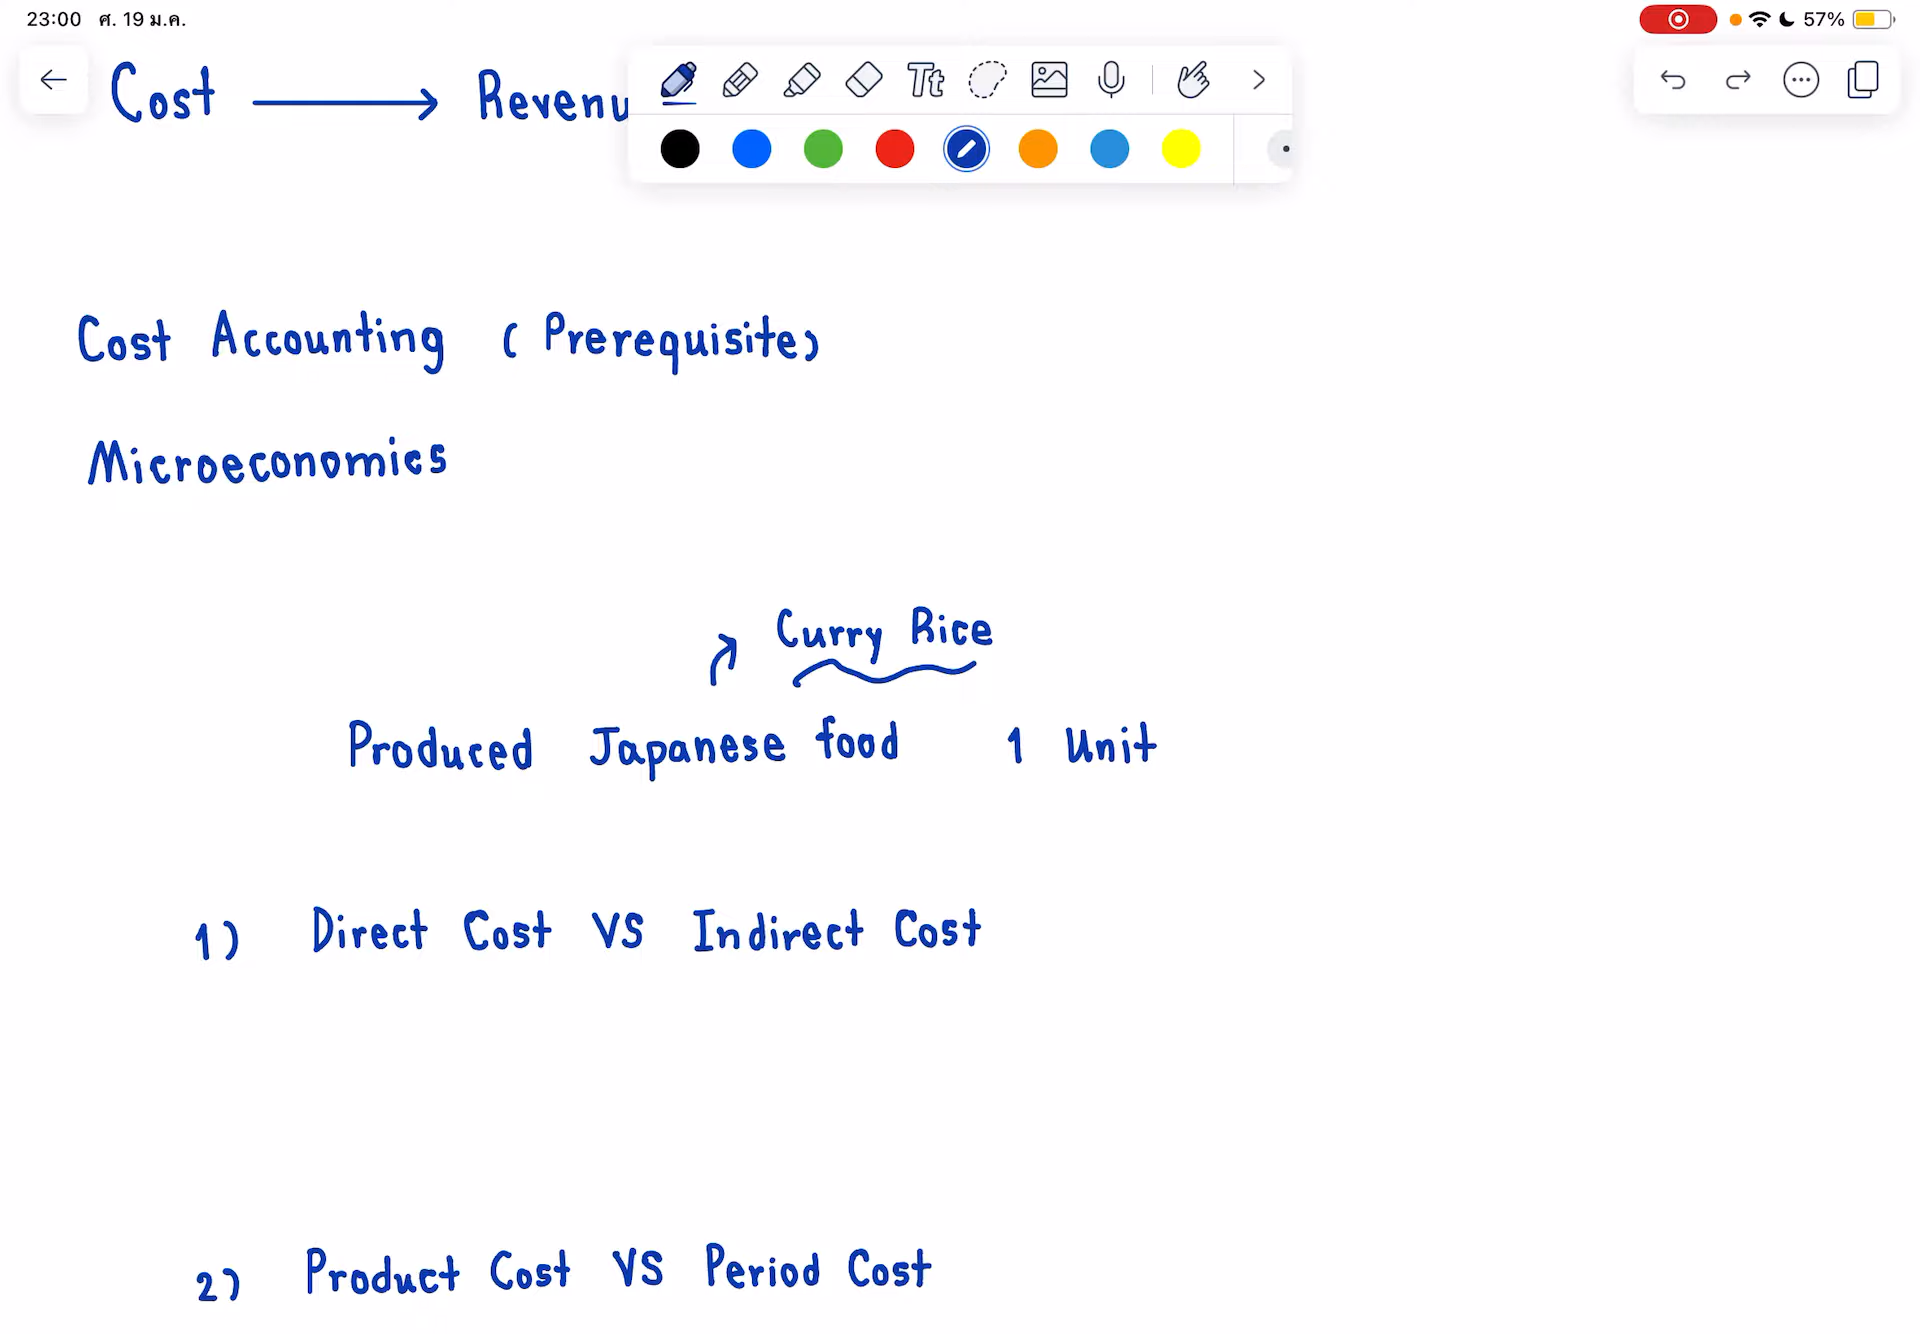 23:00 ศ. 19 ม.ค.
57%
Cost → Revenu
Tt
Cost Accounting (Prerequisite)
Microeconomics
Curry Rice
Produced Japanese food 1 Unit
1) Direct Cost VS Indirect Cost
2) Product Cost VS Period Cost